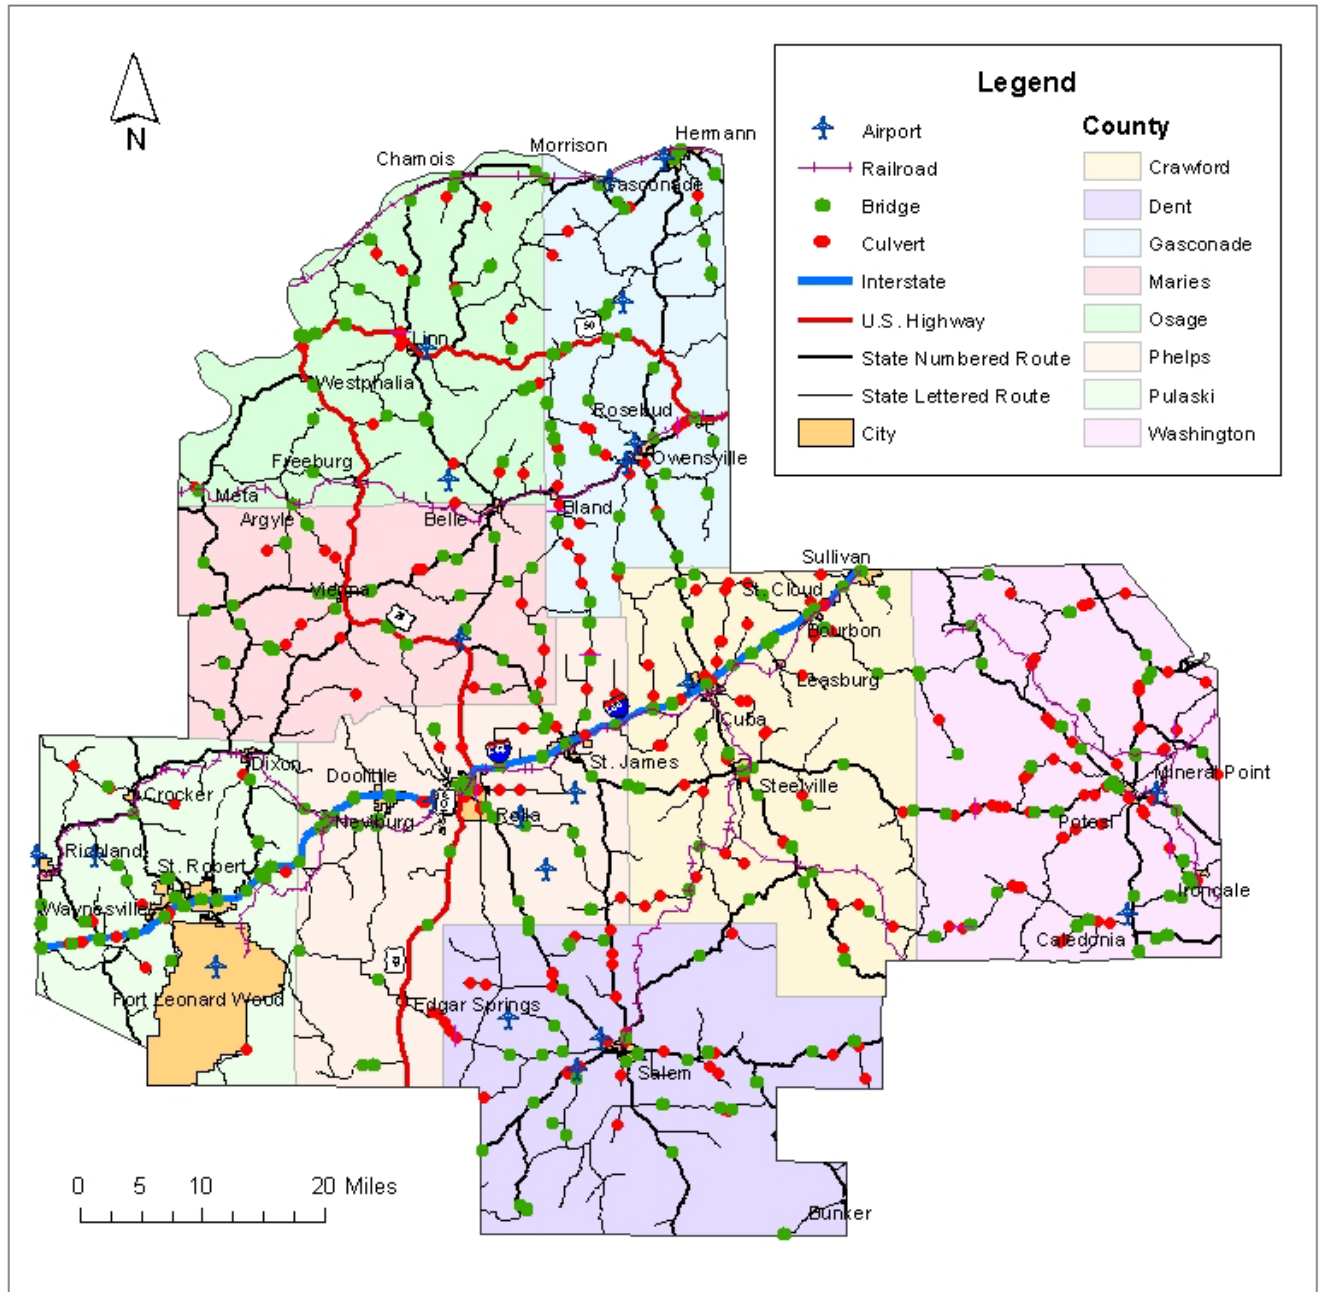 N
Legend
Airport
Railroad
Bridge
Culvert
Interstate
U.S. Highway
State Numbered Route
State Lettered Route
City
County
Crawford
Dent
Gasconade
Maries
Osage
Phelps
Pulaski
Washington
Hermann
Morrison
Chamois
Gasconade
50
Linn
Westphalia
Rosebud
Owensville
Freeburg
Meta
Argyle
Belle
Bland
Sullivan
St. Cloud
Vienna
Bourbon
Leasburg
Cuba
Dixon
Doolittle
St. James
Steelville
Mineral Point
Crocker
Newburg
Rolla
Potosi
Richland
St. Robert
Irondale
Waynesville
Caledonia
63
Fort Leonard Wood
Edgar Springs
Salem
Bunker
0 5 10 20 Miles